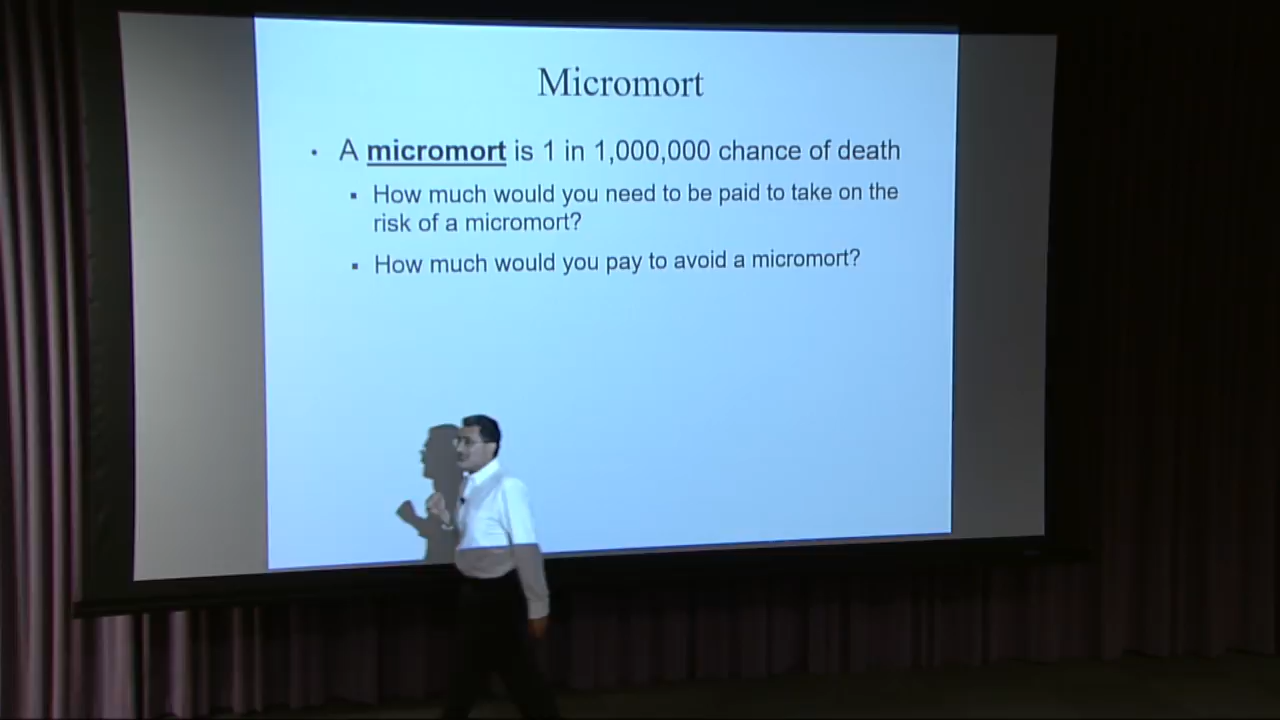 Micromort
• A micromort is 1 in 1,000,000 chance of death
▪ How much would you need to be paid to take on the
risk of a micromort?
▪ How much would you pay to avoid a micromort?